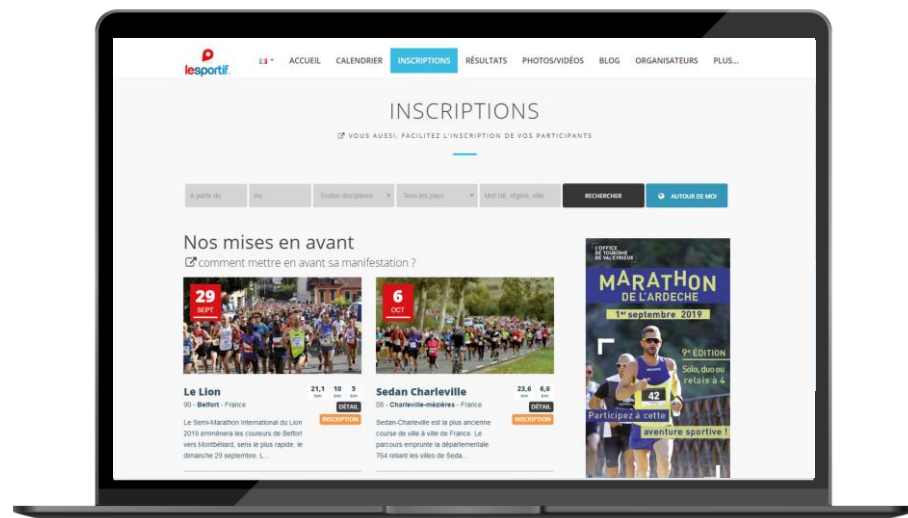 lesportif.
ACCUEIL CALENDRIER INSCRIPTIONS RÉSULTATS PHOTOS/VIDÉOS BLOG ORGANISATEURS PLUS...
INSCRIPTIONS
VOUS AUSSI, FACILITEZ L'INSCRIPTION DE VOS PARTICIPANTS
A partir du Au Toutes disciplines Tous les pays Mot clé, région, ville RECHERCHER AUTOUR DE MOI
Nos mises en avant
comment mettre en avant sa manifestation ?
29
SEPT
Le Lion
21,1 10 5
km km km
90 - Belfort - France
DÉTAIL
INSCRIPTION
Le Semi-Marathon International du Lion
2019 emmènera les coureurs de Belfort
vers Montbéliard, sens le plus rapide, le
dimanche 29 septembre. L...
6
OCT
Sedan Charleville
23,6 6,6
km km
08 - Charleville-mézières - France
DÉTAIL
INSCRIPTION
Sedan-Charleville est la plus ancienne
course de ville à ville de France. Le
parcours emprunte la départementale
764 reliant les villes de Seda...
L'OFFICE
DE TOURISME
DE VAL'EYRIEUX
MARATHON
DE L'ARDECHE
1er septembre 2019
9e EDITION
Solo, duo ou
relais à 4
42
Participez à cette
aventure sportive !